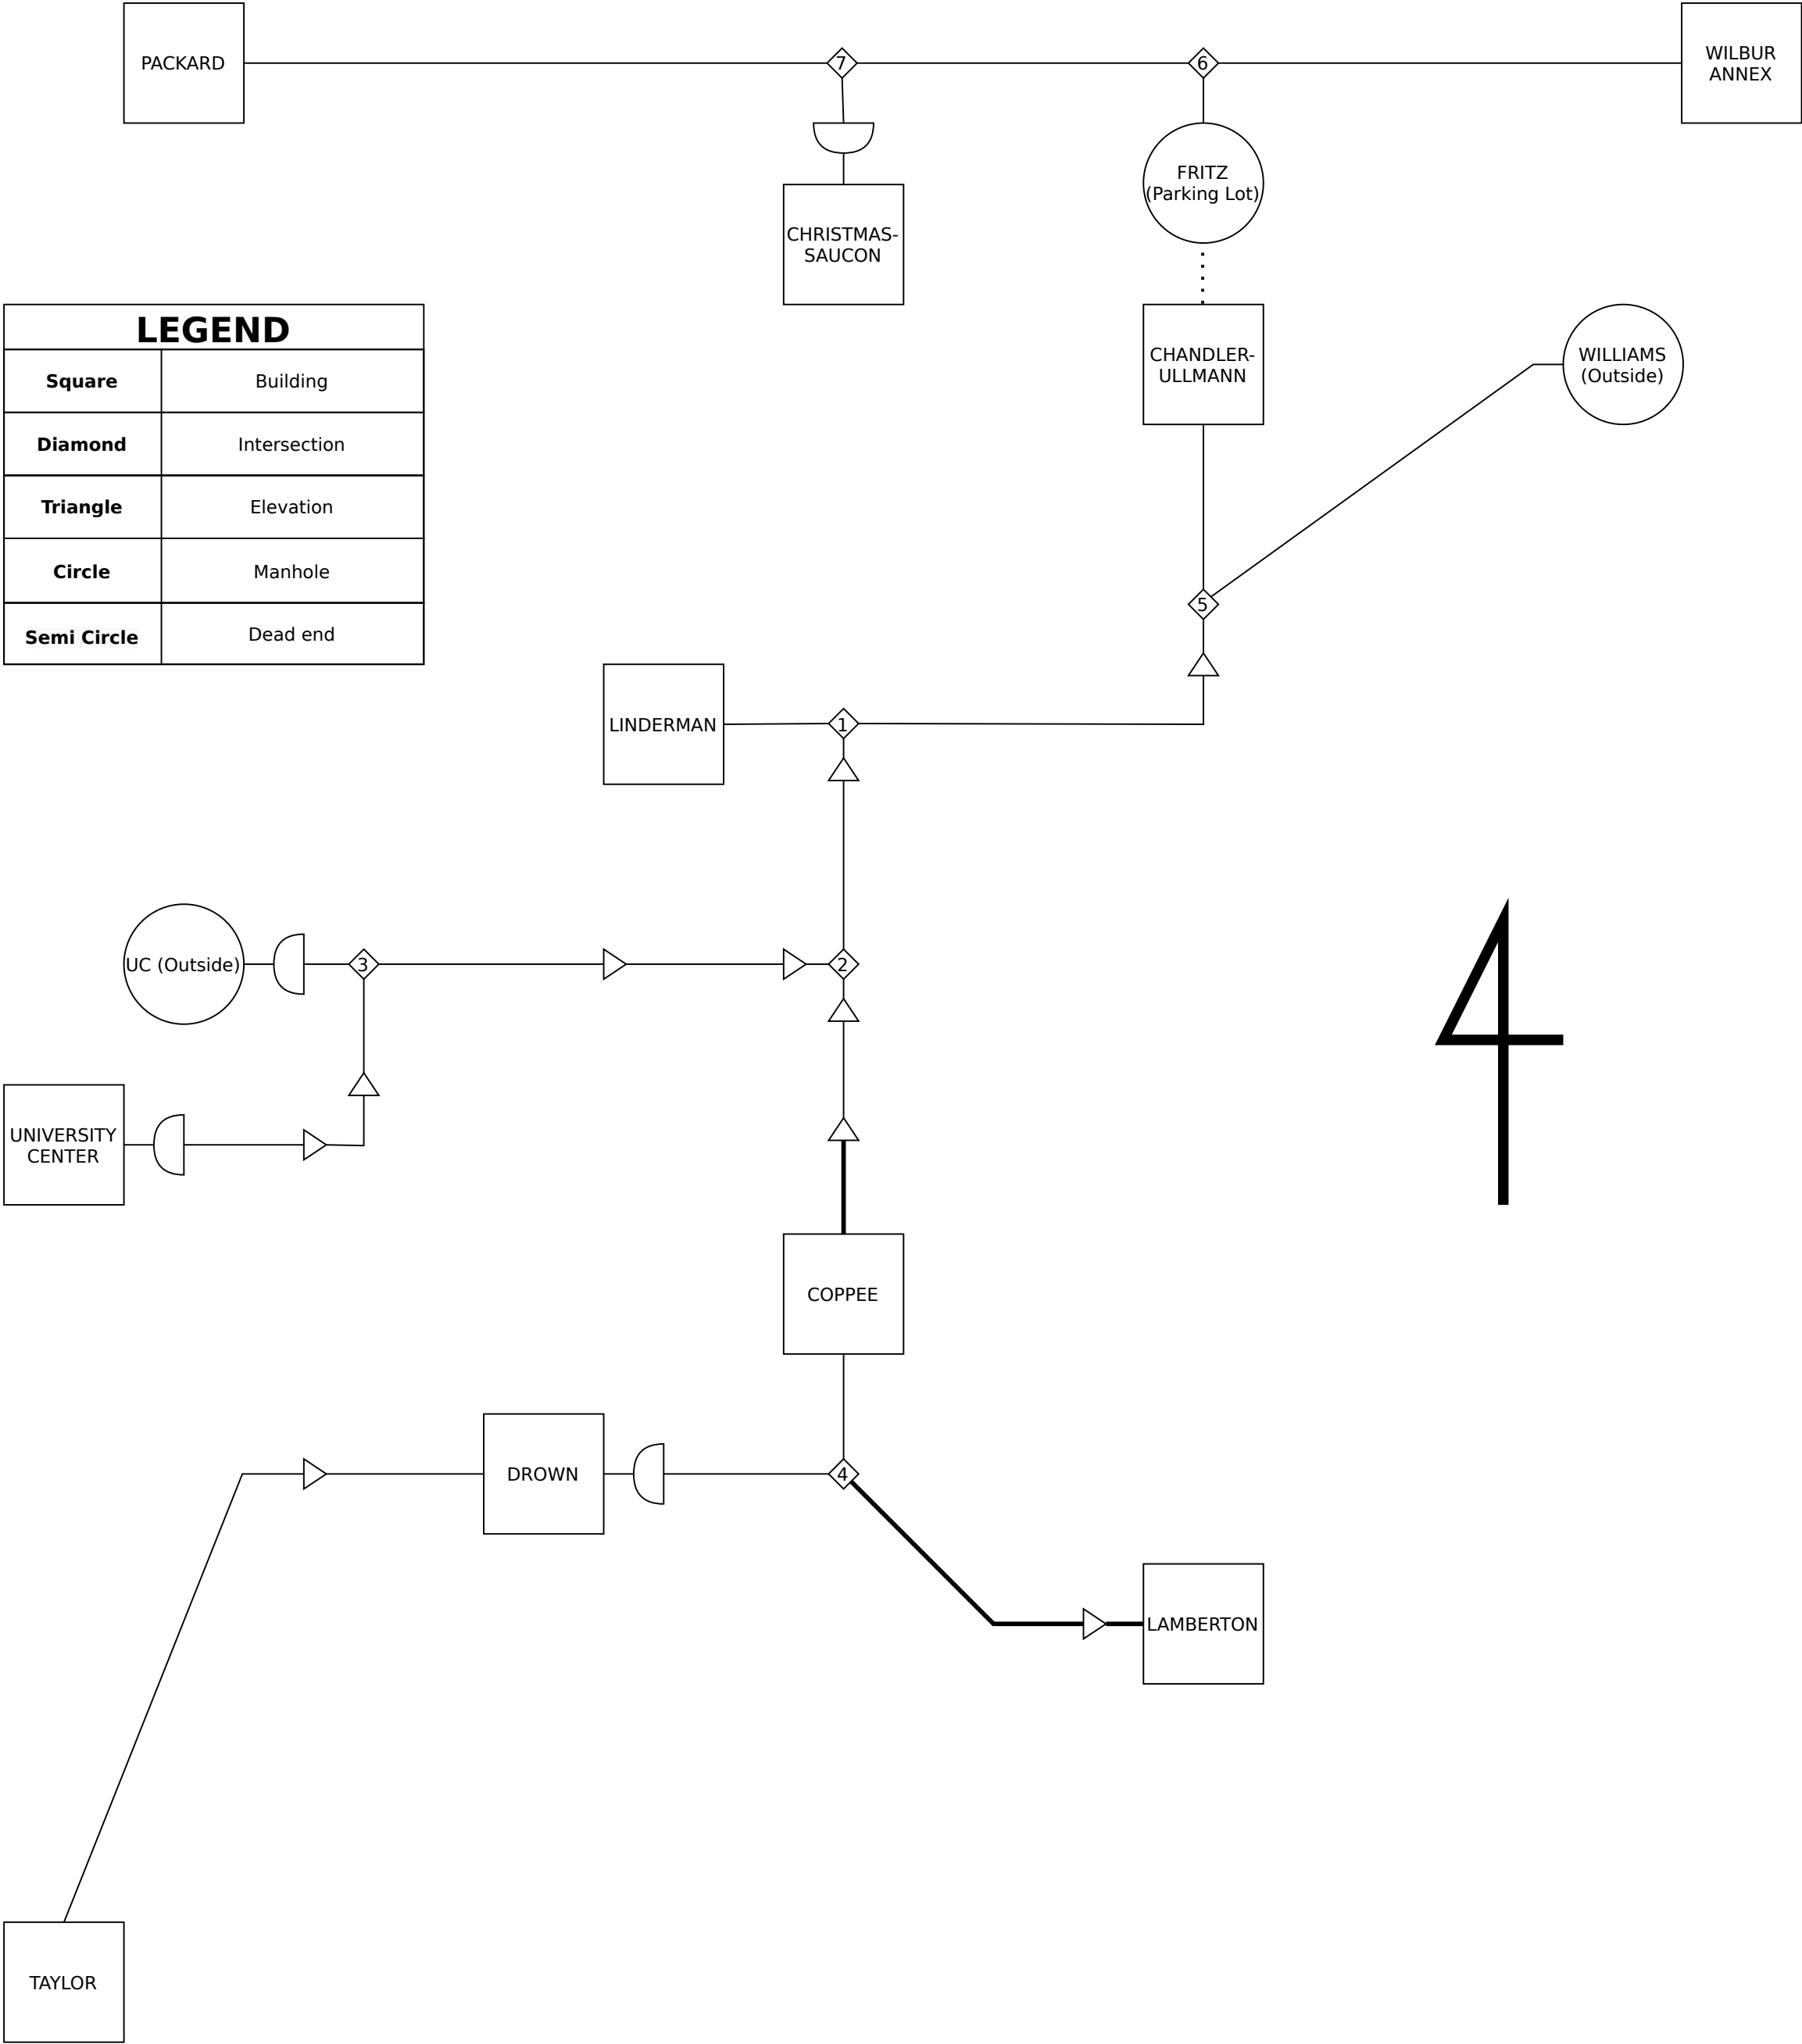 PACKARD
7
6
WILBUR
ANNEX
FRITZ
(Parking Lot)
CHRISTMAS-
SAUCON
LEGEND
Square Building
Diamond Intersection
Triangle Elevation
Circle Manhole
Semi Circle Dead end
CHANDLER-
ULLMANN
WILLIAMS
(Outside)
5
LINDERMAN
1
UC (Outside)
3
2
UNIVERSITY
CENTER
COPPEE
DROWN
4
LAMBERTON
TAYLOR